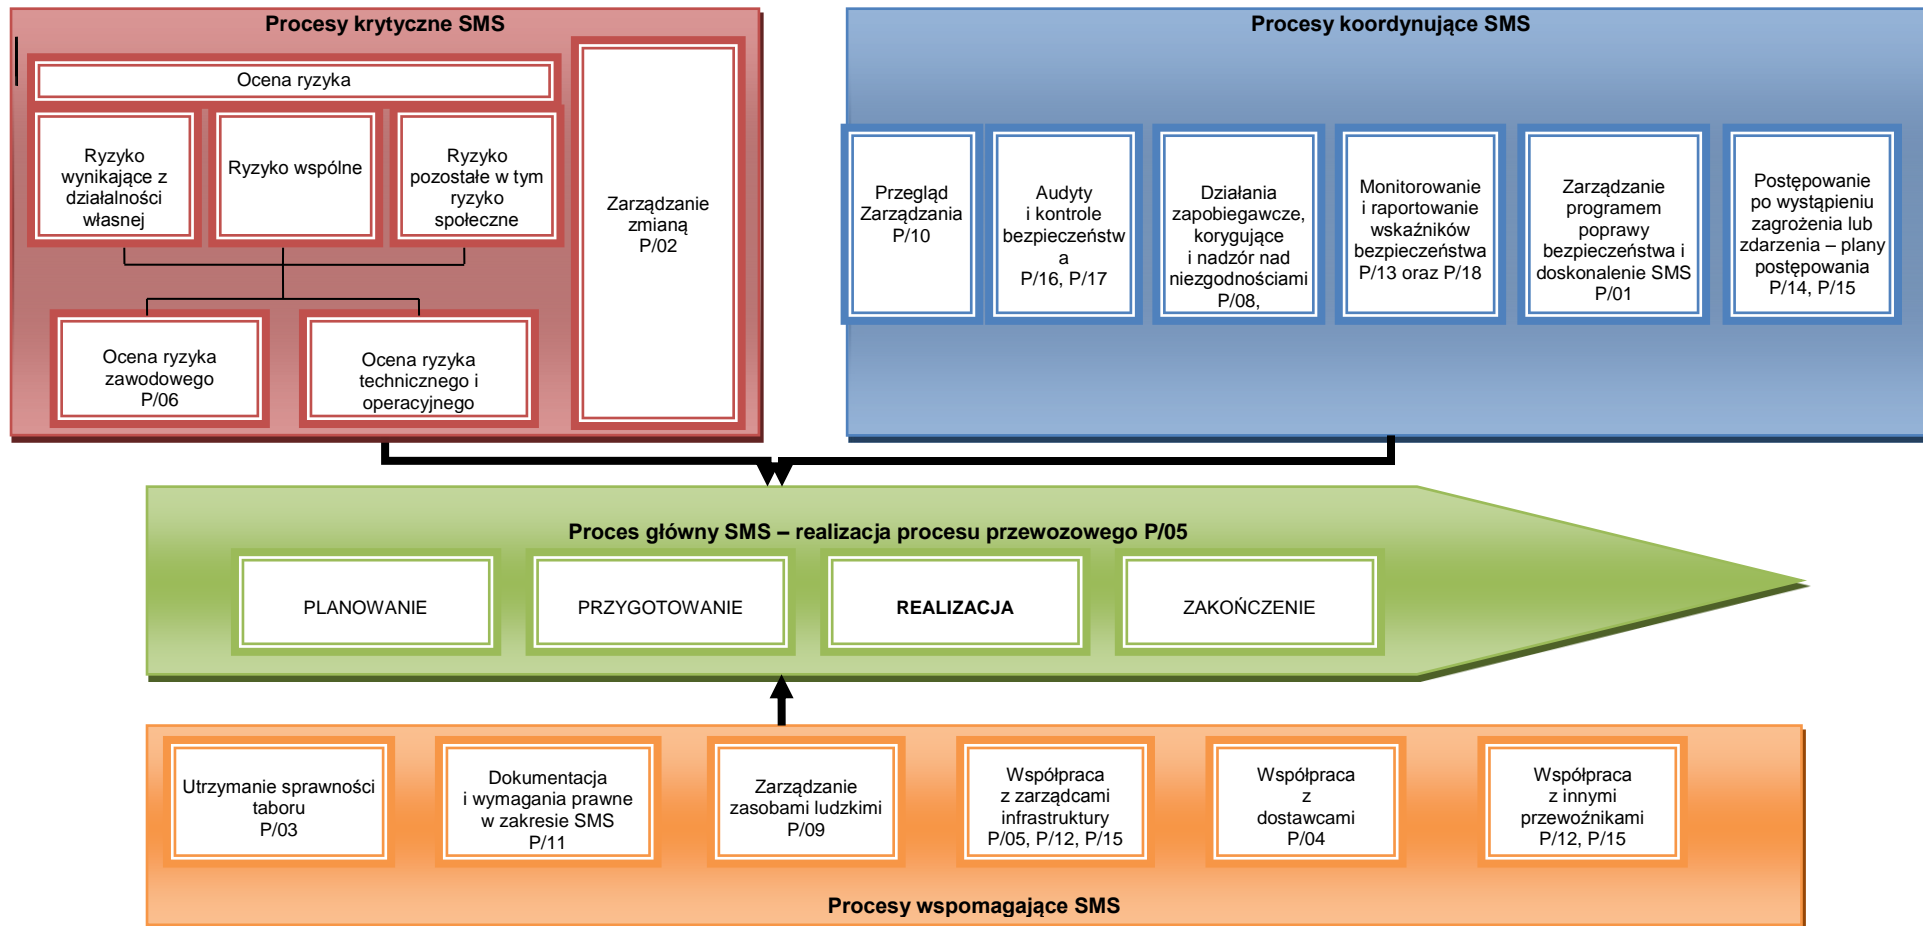 Procesy krytyczne SMS
Ocena ryzyka
Ryzyko
wynikające z
działalności
własnej
Ryzyko wspólne
Ryzyko
pozostałe w tym
ryzyko
społeczne
Zarządzanie
zmianą
P/02
Ocena ryzyka
zawodowego
P/06
Ocena ryzyka
technicznego i
operacyjnego
Procesy koordynujące SMS
Przegląd
Zarządzania
P/10
Audyty
i kontrole
bezpieczeństw
a
P/16, P/17
Działania
zapobiegawcze,
korygujące
i nadzór nad
niezgodnościami
P/08,
Monitorowanie
i raportowanie
wskaźników
bezpieczeństwa
P/13 oraz P/18
Zarządzanie
programem
poprawy
bezpieczeństwa i
doskonalenie SMS
P/01
Postępowanie
po wystąpieniu
zagrożenia lub
zdarzenia – plany
postępowania
P/14, P/15
Proces główny SMS – realizacja procesu przewozowego P/05
PLANOWANIE
PRZYGOTOWANIE
REALIZACJA
ZAKOŃCZENIE
Utrzymanie sprawności
taboru
P/03
Dokumentacja
i wymagania prawne
w zakresie SMS
P/11
Zarządzanie
zasobami ludzkimi
P/09
Współpraca
z zarządcami
infrastruktury
P/05, P/12, P/15
Współpraca
z
dostawcami
P/04
Współpraca
z innymi
przewoźnikami
P/12, P/15
Procesy wspomagające SMS